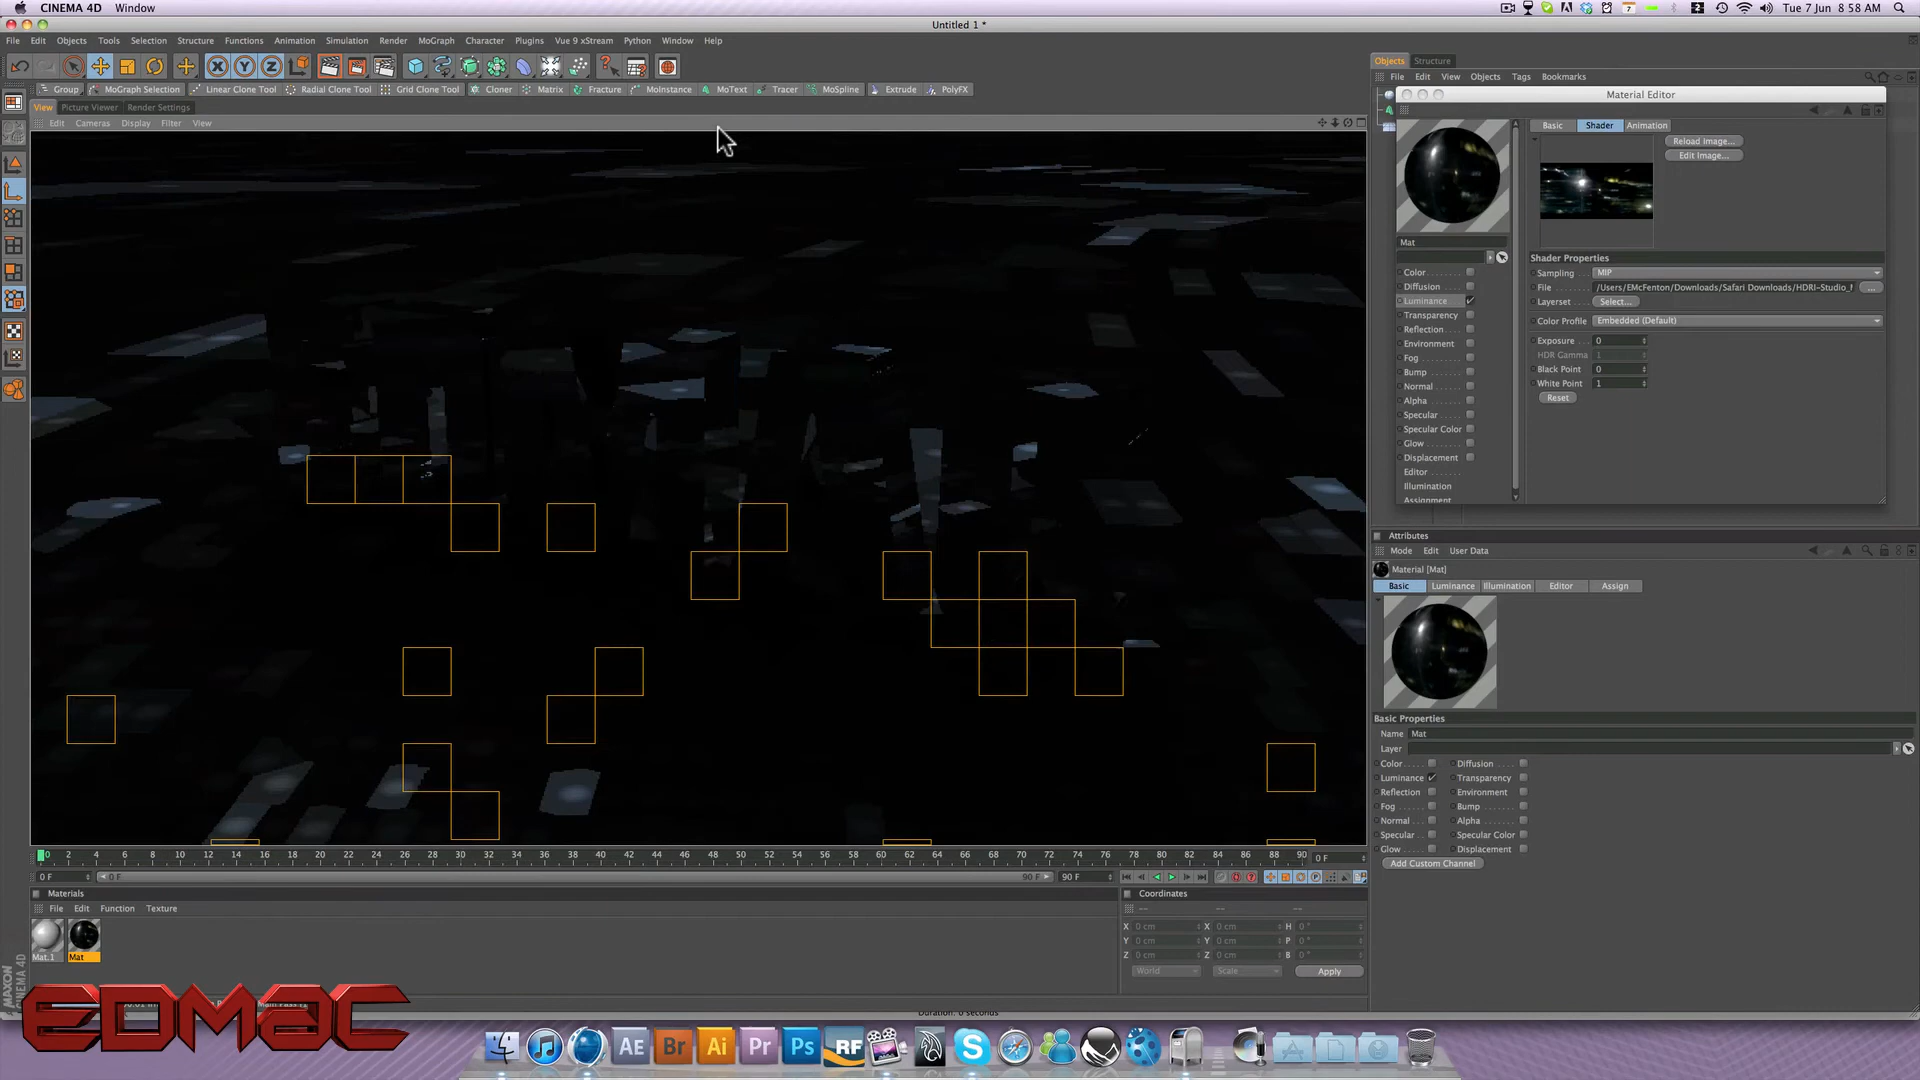 CINEMA 4D Window
2 Tue 7 Jun 8:58 AM
Untitled 1 *
File Edit Objects Tools Selection Structure Functions Animation Simulation Render MoGraph Character Plugins Vue 9 xStream Python Window Help
Group MoGraph Selection Linear Clone Tool Radial Clone Tool Grid Clone Tool Cloner Matrix Fracture MoInstance MoText Tracer MoSpline Extrude PolyFX
View Picture Viewer Render Settings
Edit Cameras Display Filter View
Objects Structure
File Edit View Objects Tags Bookmarks
Material Editor
Basic Shader Animation
Reload Image...
Edit Image...
Mat
Color
Diffusion
Luminance
Transparency
Reflection
Environment
Fog
Bump
Normal
Alpha
Specular
Specular Color
Glow
Displacement
Editor
Illumination
Assignment
Shader Properties
Sampling MIP
File /Users/EMcFenton/Downloads/Safari Downloads/HDRI-Studio_ ...
Layerset Select...
Color Profile Embedded (Default)
Exposure 0
HDR Gamma 1
Black Point 0
White Point 1
Reset
Attributes
Mode Edit User Data
Material [Mat]
Basic Luminance Illumination Editor Assign
Basic Properties
Name Mat
Layer
Color Diffusion
Luminance Transparency
Reflection Environment
Fog Bump
Normal Alpha
Specular Specular Color
Glow Displacement
Add Custom Channel
0 2 4 6 8 10 12 14 16 18 20 22 24 26 28 30 32 34 36 38 40 42 44 46 48 50 52 54 56 58 60 62 64 66 68 70 72 74 76 78 80 82 84 86 88 90 0 F
0 F 0 F 90 F 90 F
Materials
File Edit Function Texture
Mat.1 Mat
Coordinates
-- -- --
X 0 cm X 0 cm H 0 °
Y 0 cm Y 0 cm P 0 °
Z 0 cm Z 0 cm B 0 °
World Scale Apply
MAXON CINEMA 4D
EDMAC
Duration: 0 seconds
AE Br Ai Pr Ps RF